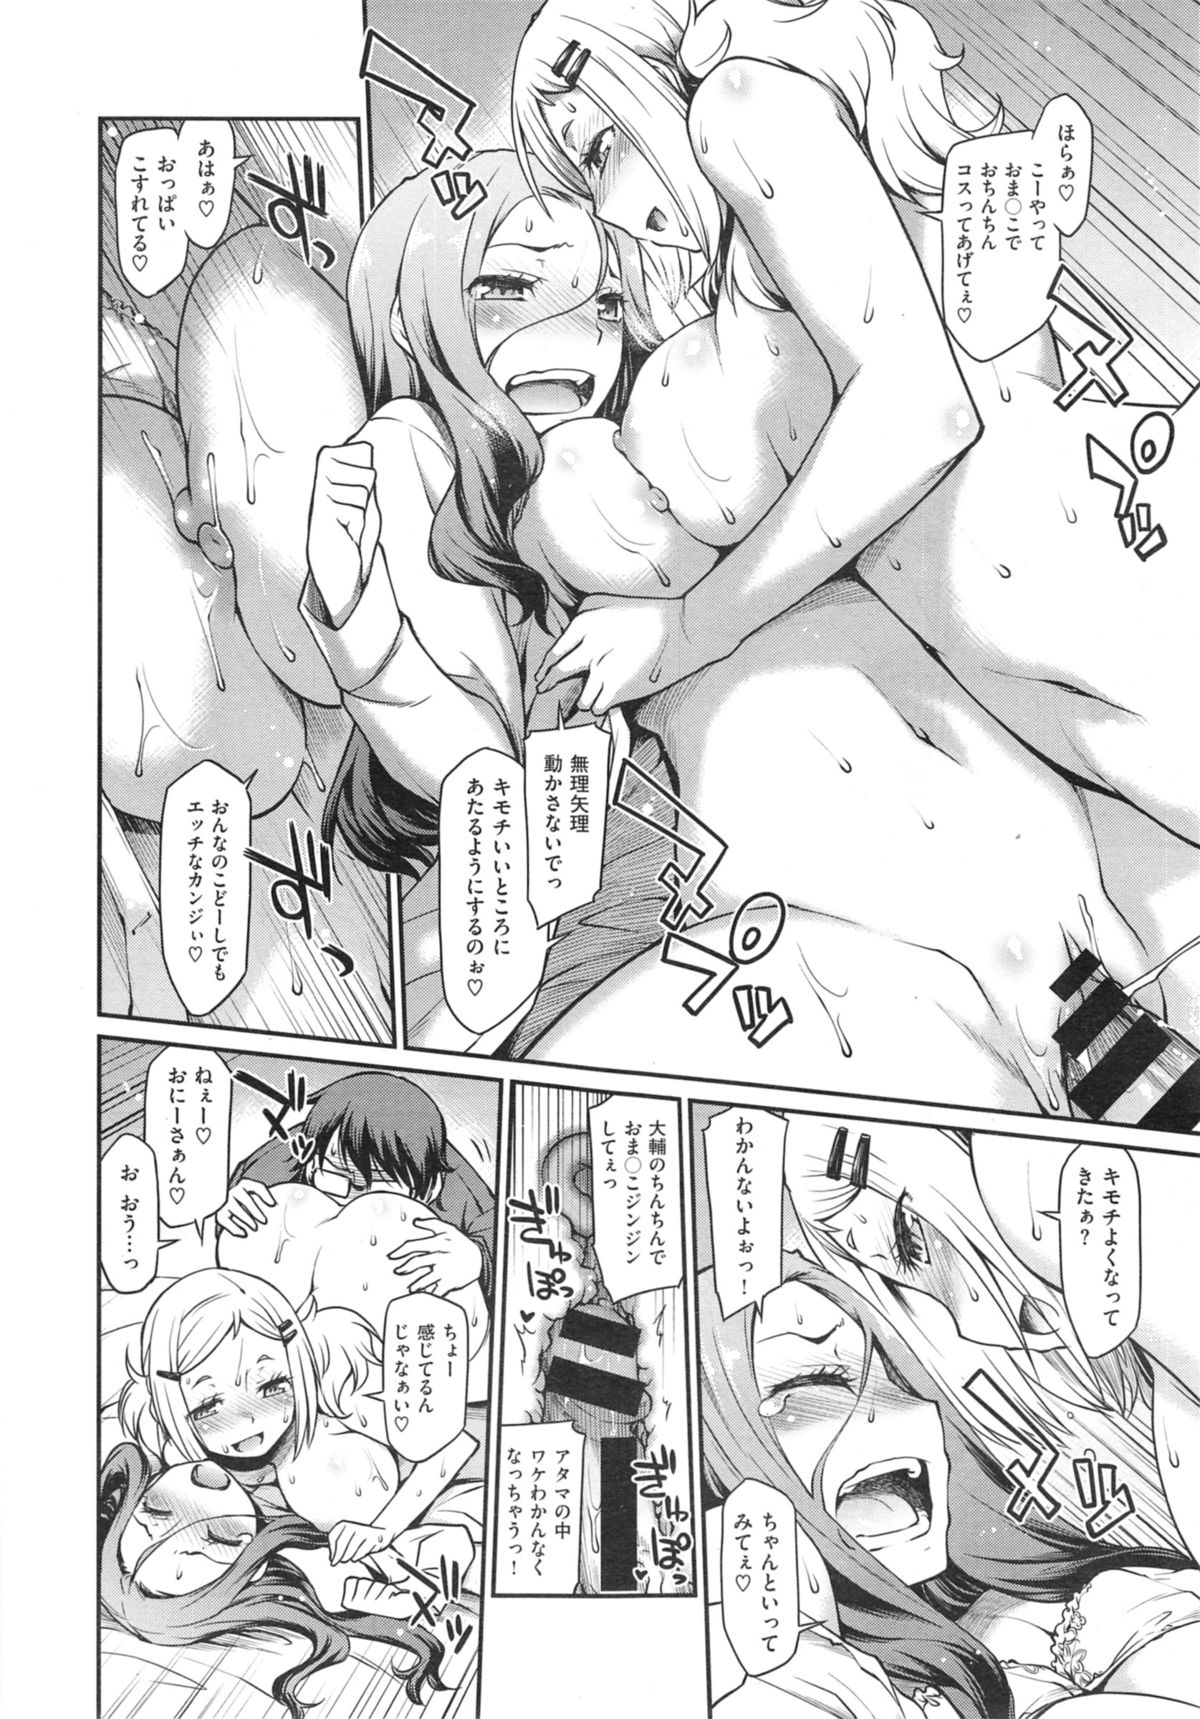 ほらぁ♡
こーやって
おま〇こで
おちんちん
コスってあげてぇ♡
あはぁ♡
おっぱい
こすれてる♡
無理矢理
動かさないでっ
キモチいいところに
あたるようにするのぉ♡
おんなのこどーしでも
エッチなカンジぃ♡
キモチよくなって
きたぁ?
わかんないよぉっ!
ちゃんといって
みてぇ♡
大輔のちんちんで
おま〇こジンジン
してぇっ
アタマの中
ワケわかんなく
なっちゃうっ!
ねぇー♡
おにーさぁん♡
お おう…っ
ちょー
感じてるん
じゃなぁい♡